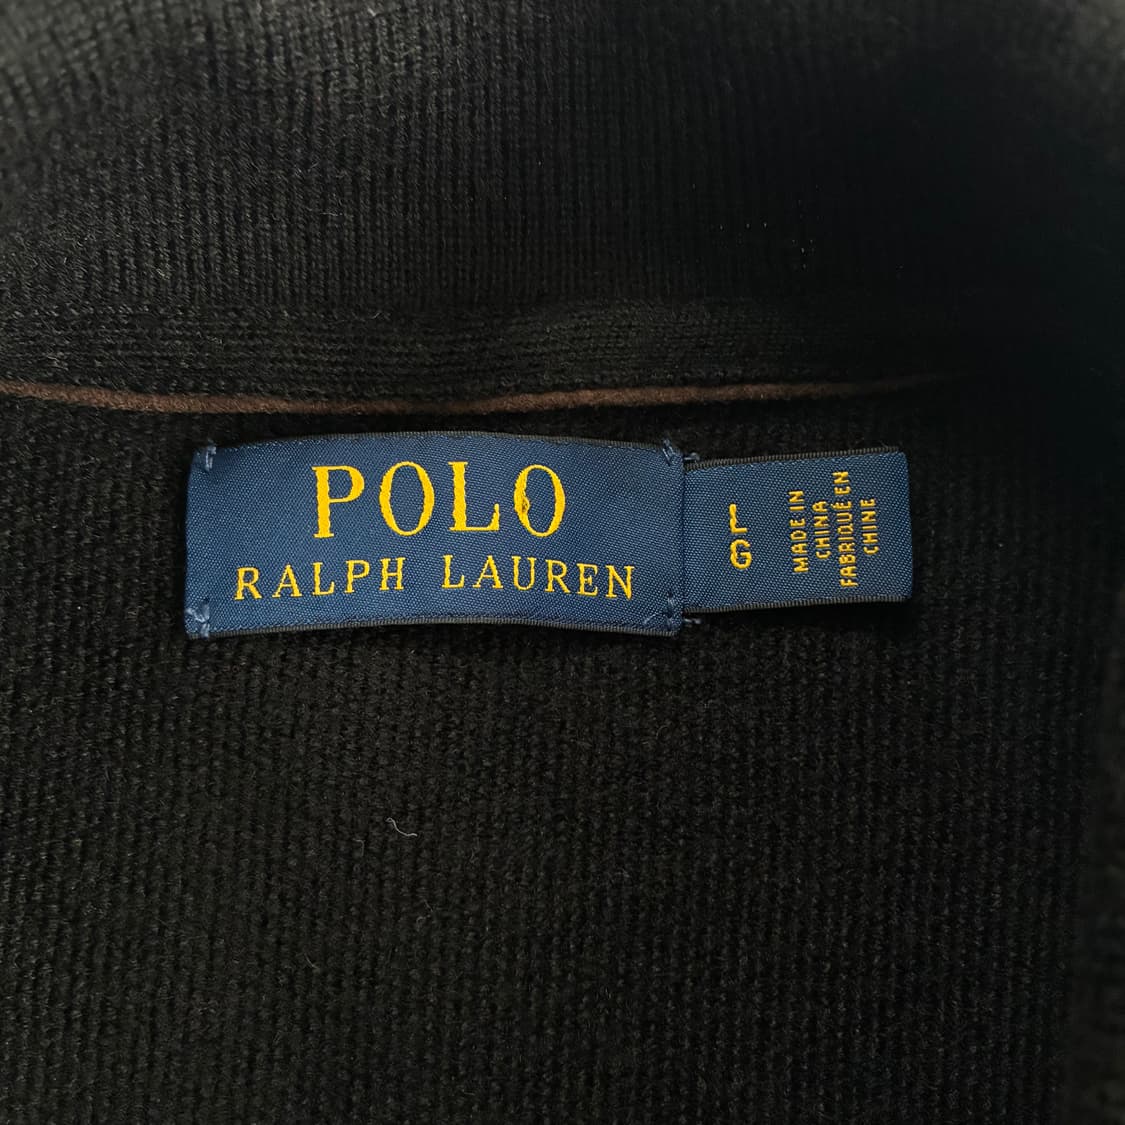 POLO
RALPH LAUREN
L
G
MADE IN
CHINA
FABRIQUÉ EN
CHINE